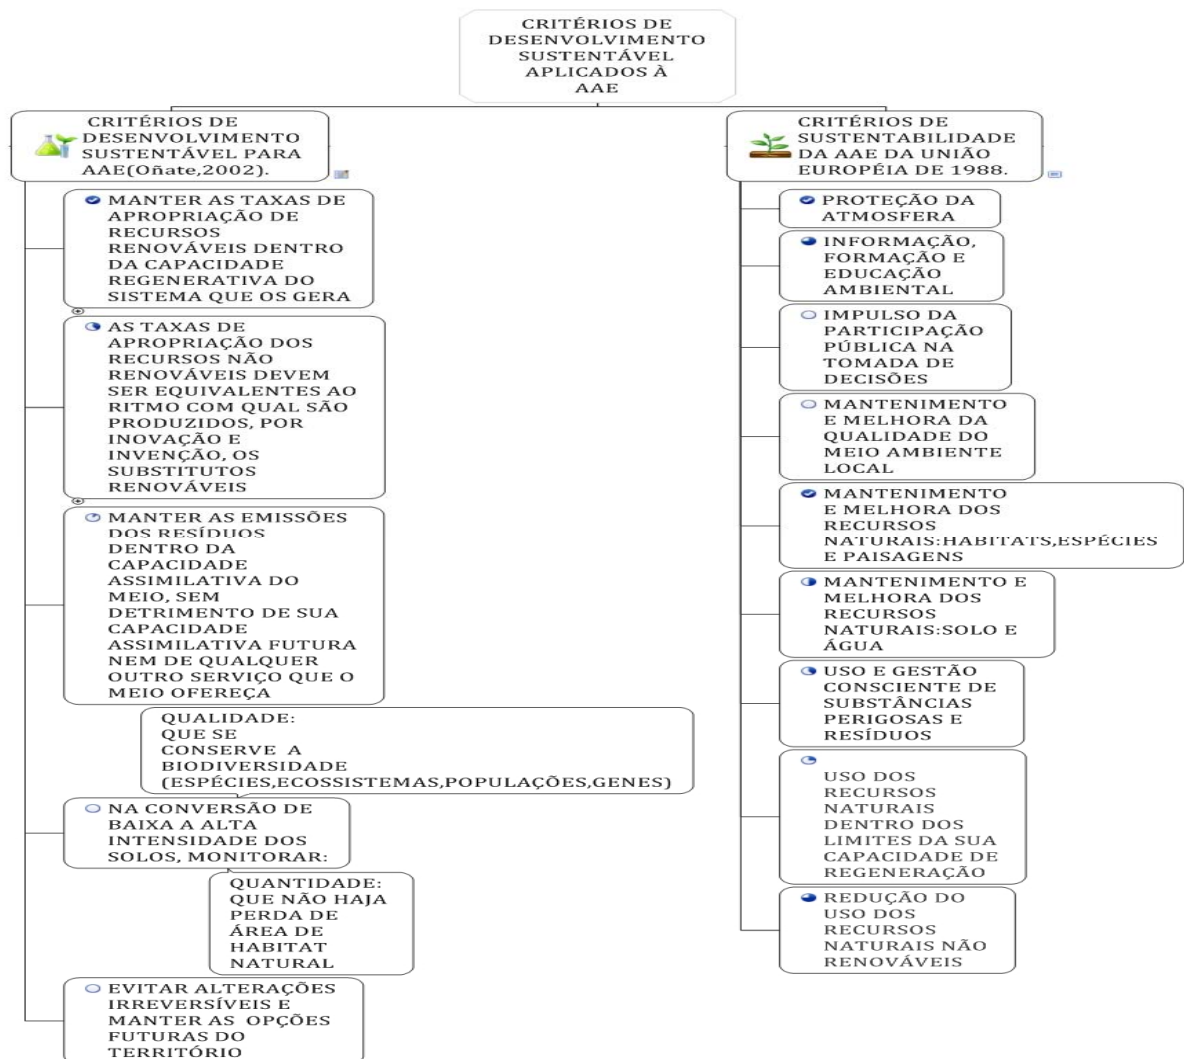 CRITÉRIOS DE
DESENVOLVIMENTO
SUSTENTÁVEL
APLICADOS À
AAE
CRITÉRIOS DE
DESENVOLVIMENTO
SUSTENTÁVEL PARA
AAE(Oñate,2002).
MANTER AS TAXAS DE
APROPRIAÇÃO DE
RECURSOS
RENOVÁVEIS DENTRO
DA CAPACIDADE
REGENERATIVA DO
SISTEMA QUE OS GERA
AS TAXAS DE
APROPRIAÇÃO DOS
RECURSOS NÃO
RENOVÁVEIS DEVEM
SER EQUIVALENTES AO
RITMO COM QUAL SÃO
PRODUZIDOS, POR
INOVAÇÃO E
INVENÇÃO, OS
SUBSTITUTOS
RENOVÁVEIS
MANTER AS EMISSÕES
DOS RESÍDUOS
DENTRO DA
CAPACIDADE
ASSIMILATIVA DO
MEIO, SEM
DETRIMENTO DE SUA
CAPACIDADE
ASSIMILATIVA FUTURA
NEM DE QUALQUER
OUTRO SERVIÇO QUE O
MEIO OFEREÇA
QUALIDADE:
QUE SE
CONSERVE A
BIODIVERSIDADE
(ESPÉCIES,ECOSSISTEMAS,POPULAÇÕES,GENES)
NA CONVERSÃO DE
BAIXA A ALTA
INTENSIDADE DOS
SOLOS, MONITORAR:
QUANTIDADE:
QUE NÃO HAJA
PERDA DE
ÁREA DE
HABITAT
NATURAL
EVITAR ALTERAÇÕES
IRREVERSÍVEIS E
MANTER AS OPÇÕES
FUTURAS DO
TERRITÓRIO
CRITÉRIOS DE
SUSTENTABILIDADE
DA AAE DA UNIÃO
EUROPÉIA DE 1988.
PROTEÇÃO DA
ATMOSFERA
INFORMAÇÃO,
FORMAÇÃO E
EDUCAÇÃO
AMBIENTAL
IMPULSO DA
PARTICIPAÇÃO
PÚBLICA NA
TOMADA DE
DECISÕES
MANTENIMENTO
E MELHORA DA
QUALIDADE DO
MEIO AMBIENTE
LOCAL
MANTENIMENTO
E MELHORA DOS
RECURSOS
NATURAIS:HABITATS,ESPÉCIES
E PAISAGENS
MANTENIMENTO E
MELHORA DOS
RECURSOS
NATURAIS:SOLO E
ÁGUA
USO E GESTÃO
CONSCIENTE DE
SUBSTÂNCIAS
PERIGOSAS E
RESÍDUOS
USO DOS
RECURSOS
NATURAIS
DENTRO DOS
LIMITES DA SUA
CAPACIDADE DE
REGENERAÇÃO
REDUÇÃO DO
USO DOS
RECURSOS
NATURAIS NÃO
RENOVÁVEIS